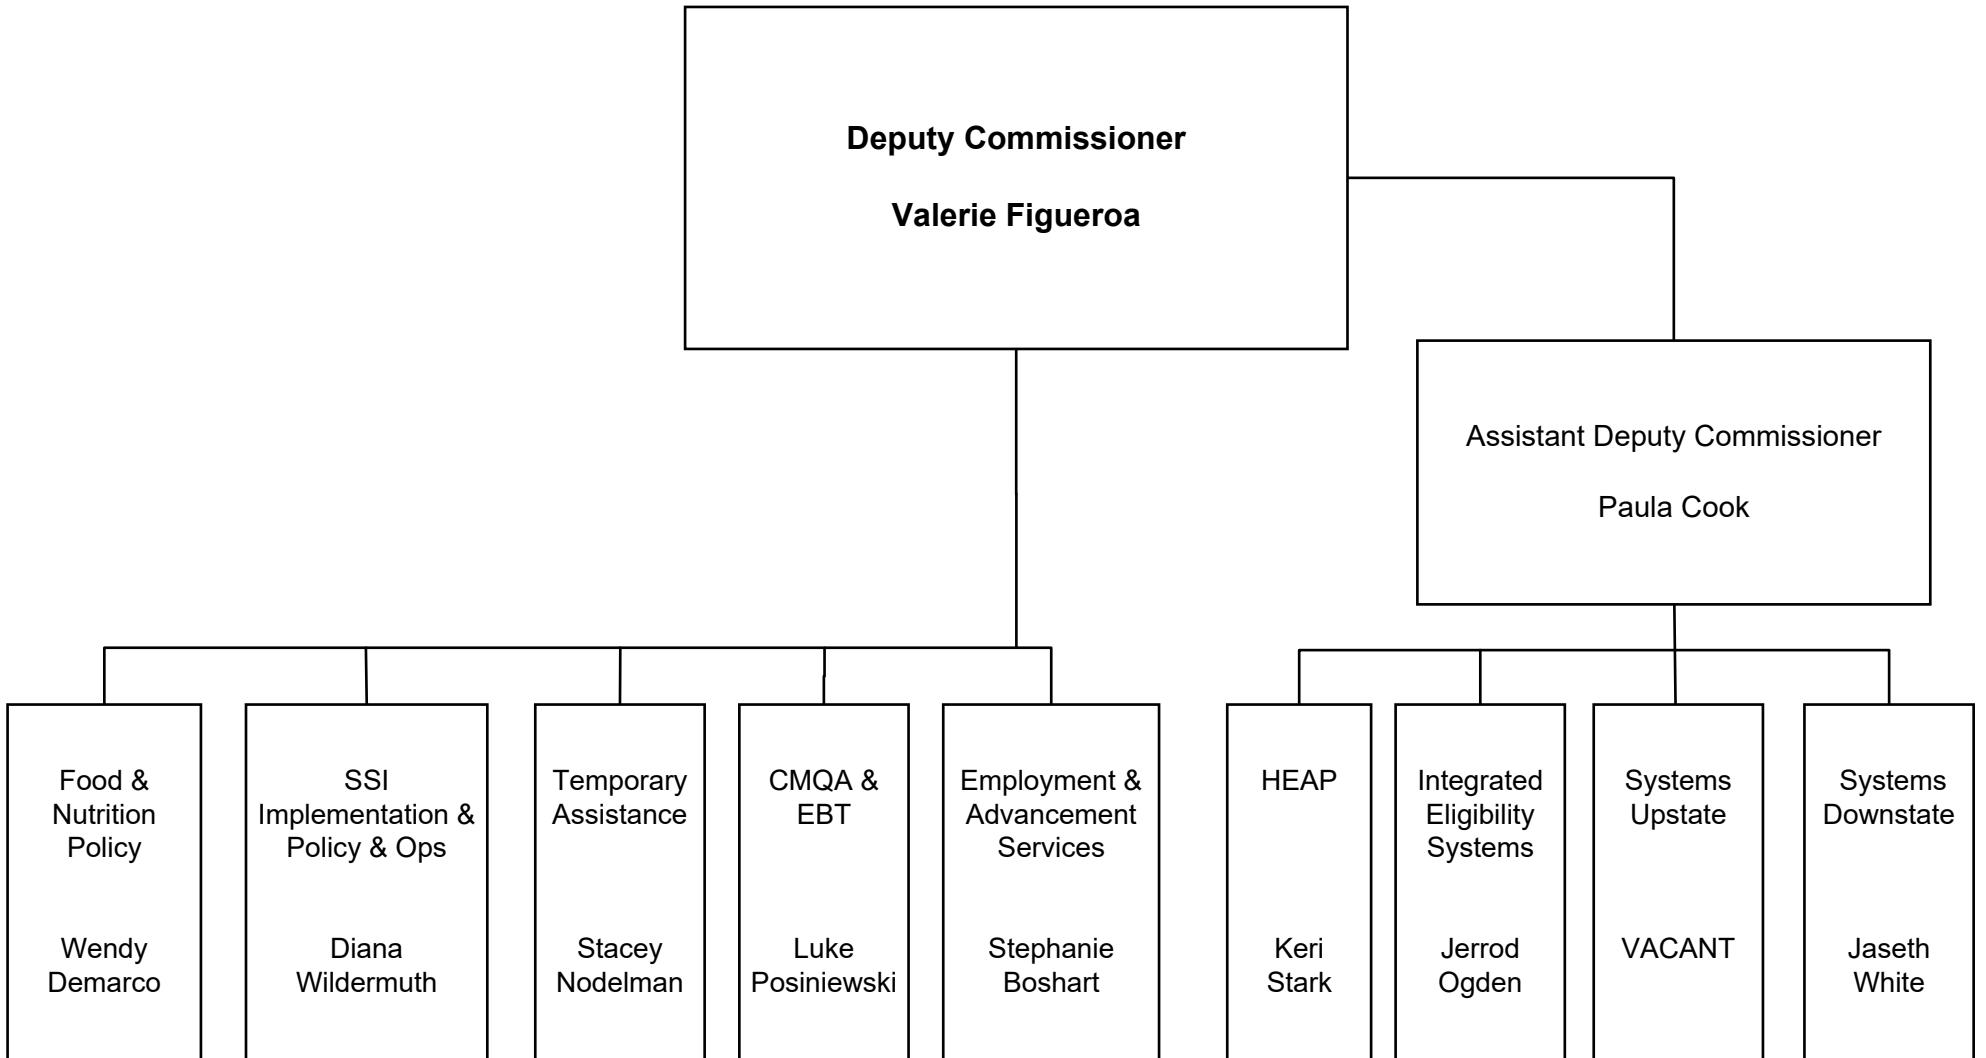 Deputy Commissioner
Valerie Figueroa
Assistant Deputy Commissioner
Paula Cook
Food &
Nutrition
Policy
Wendy
Demarco
SSI
Implementation &
Policy & Ops
Diana
Wildermuth
Temporary
Assistance
Stacey
Nodelman
CMQA &
EBT
Luke
Posiniewski
Employment &
Advancement
Services
Stephanie
Boshart
HEAP
Keri
Stark
Integrated
Eligibility
Systems
Jerrod
Ogden
Systems
Upstate
VACANT
Systems
Downstate
Jaseth
White